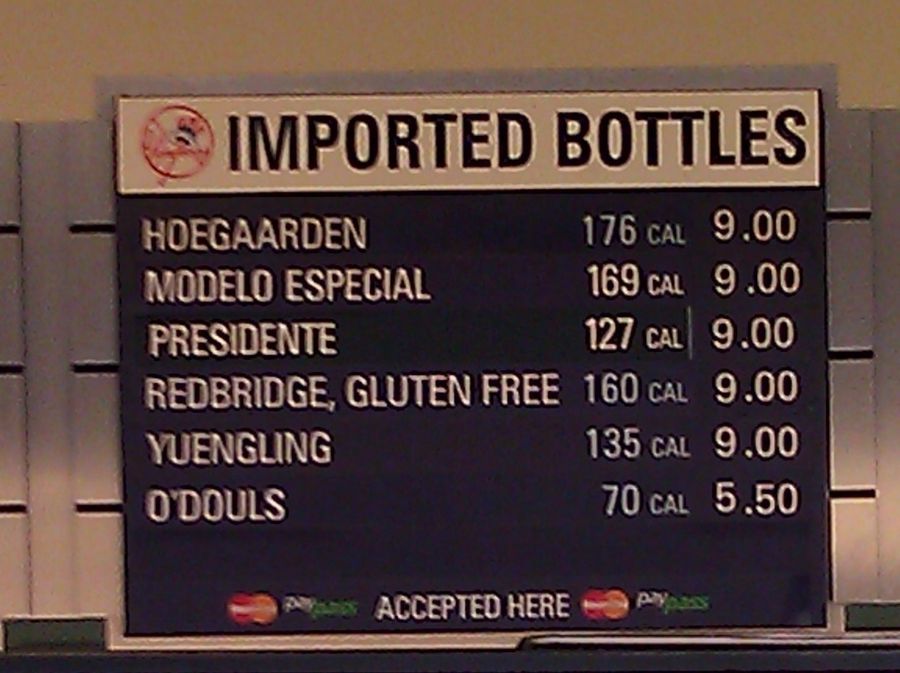 IMPORTED BOTTLES
HOEGAARDEN 176 CAL 9.00
MODELO ESPECIAL 169 CAL 9.00
PRESIDENTE 127 CAL 9.00
REDBRIDGE, GLUTEN FREE 160 CAL 9.00
YUENGLING 135 CAL 9.00
O'DOULS 70 CAL 5.50
paypass ACCEPTED HERE paypass